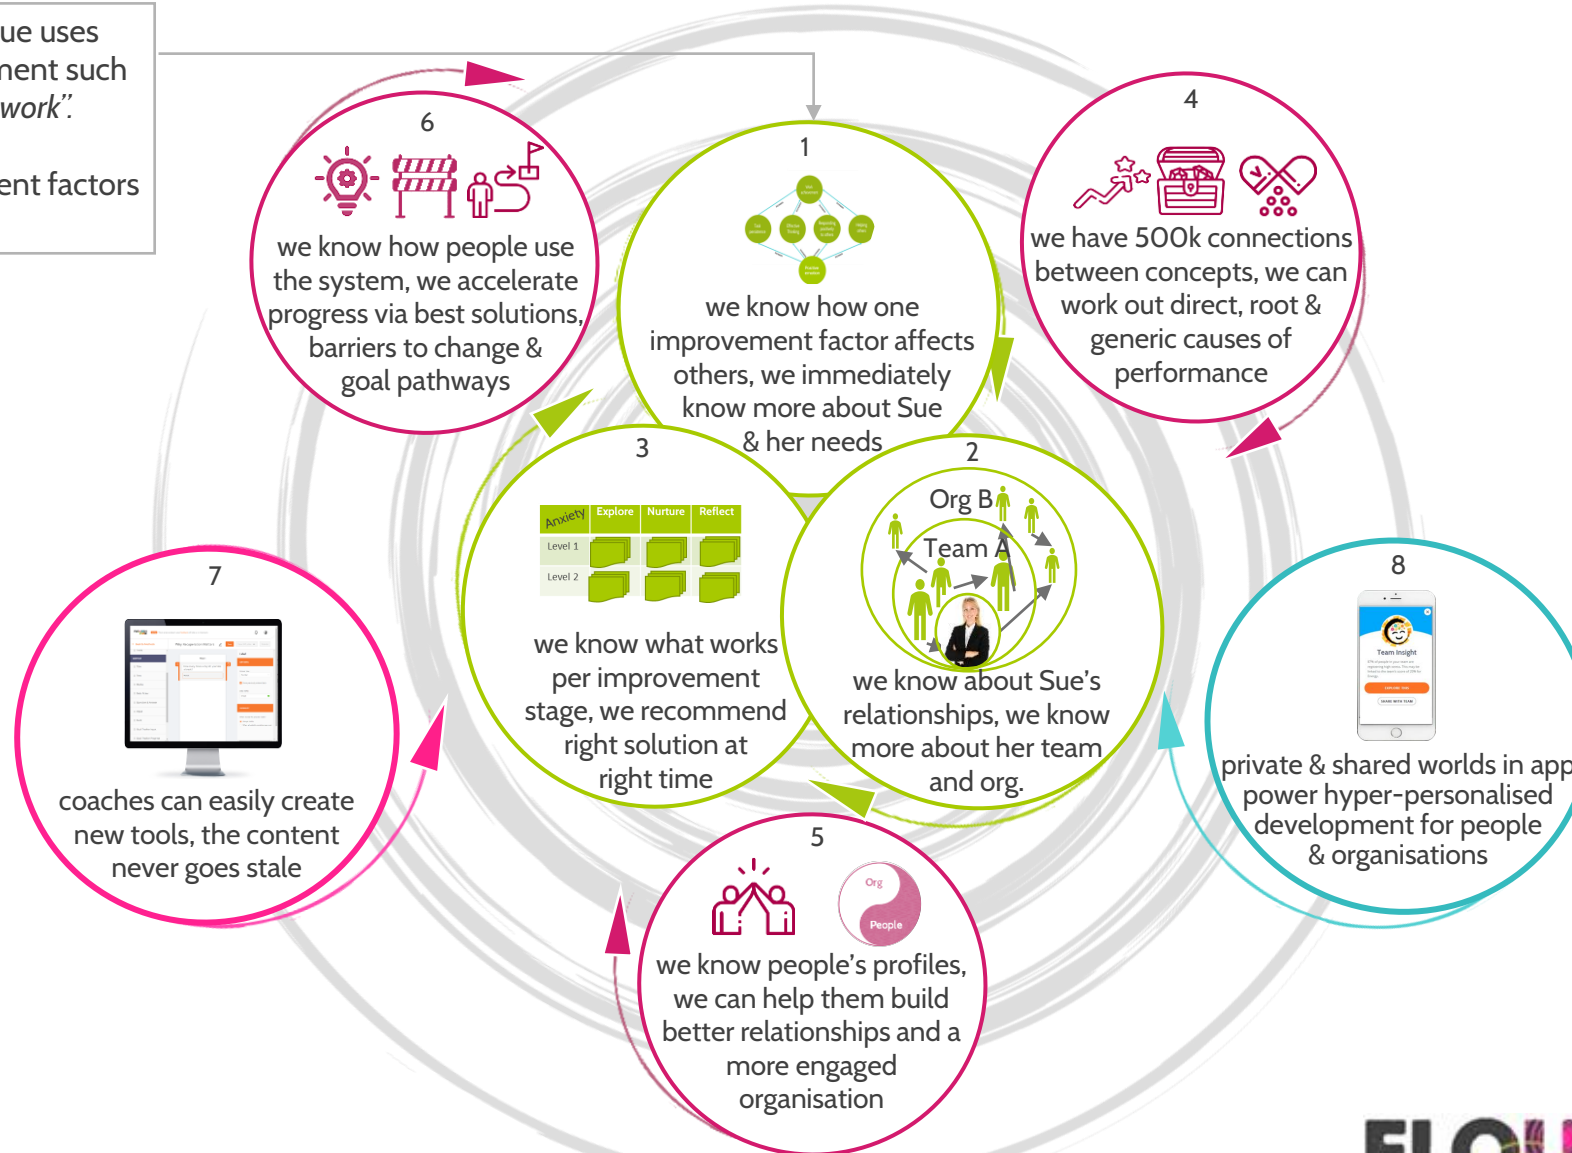 ue uses
nent such
work”.
ent factors
6
we know how people use
the system, we accelerate
progress via best solutions,
barriers to change &
goal pathways
1
we know how one
improvement factor affects
others, we immediately
know more about Sue
& her needs
4
we have 500k connections
between concepts, we can
work out direct, root &
generic causes of
performance
3
Anxiety Explore Nurture Reflect
Level 1
Level 2
we know what works
per improvement
stage, we recommend
right solution at
right time
2
Org B
Team A
we know about Sue’s
relationships, we know
more about her team
and org.
7
coaches can easily create
new tools, the content
never goes stale
8
Team Insight
EXPLORE THIS
SHARE WITH TEAM
private & shared worlds in app
power hyper-personalised
development for people
& organisations
5
Org
People
we know people’s profiles,
we can help them build
better relationships and a
more engaged
organisation